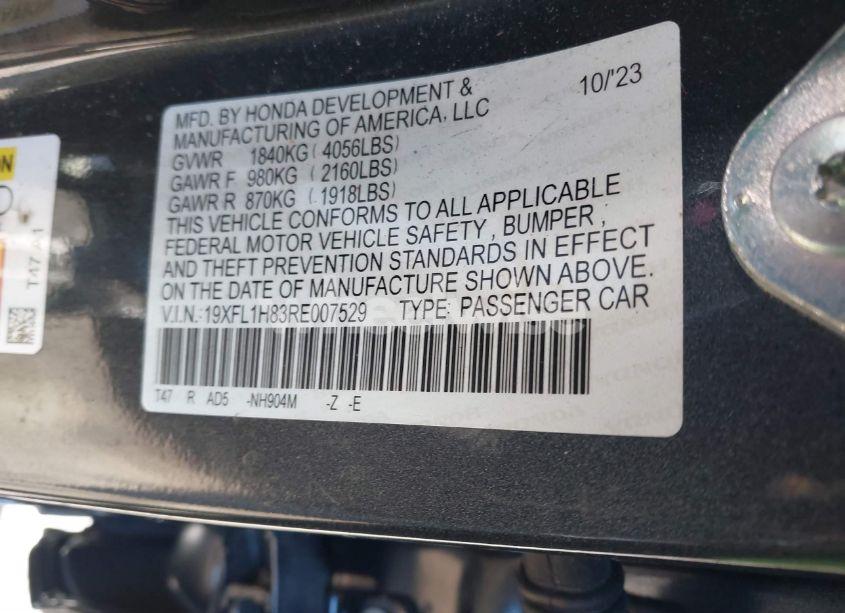 10/'23
MFD. BY HONDA DEVELOPMENT &
MANUFACTURING OF AMERICA, LLC
GVWR 1840KG (4056LBS)
GAWR F 980KG (2160LBS)
GAWR R 870KG (1918LBS)
THIS VEHICLE CONFORMS TO ALL APPLICABLE
FEDERAL MOTOR VEHICLE SAFETY, BUMPER,
AND THEFT PREVENTION STANDARDS IN EFFECT
ON THE DATE OF MANUFACTURE SHOWN ABOVE.
V.I.N.:19XFL1H83RE007529 TYPE: PASSENGER CAR
T47 R AD5 -NH904M -Z -E
T47 A1